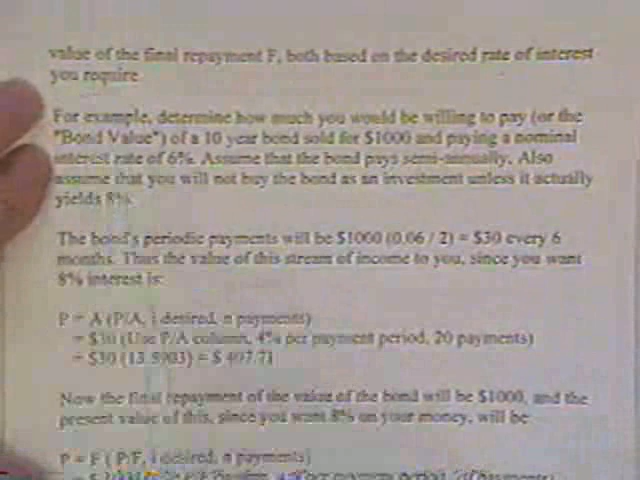 value of the final repayment F, both based on the desired rate of interest
you require
For example, determine how much you would be willing to pay (or the
"Bond Value") of a 10 year bond sold for $1000 and paying a nominal
interest rate of 6%. Assume that the bond pays semi-annually. Also
assume that you will not buy the bond as an investment unless it actually
yields 8%.
The bond's periodic payments will be $1000 (0.06 / 2) = $30 every 6
months. Thus the value of this stream of income to you, since you want
8% interest is:
P = A (P/A, i desired, n payments)
= $30 (Use P/A column, 4% per payment period, 20 payments)
= $30 (13.5903) = $ 407.71
Now the final repayment of the value of the bond will be $1000, and the
present value of this, since you want 8% on your money, will be
P = F ( P/F, i desired, n payments)